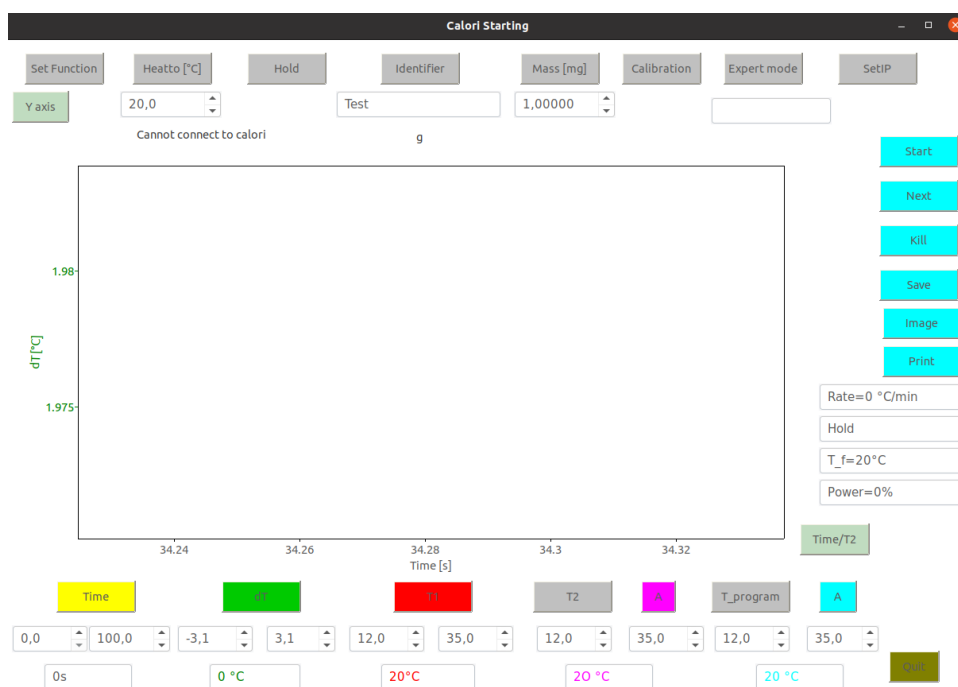 Calori Starting
Set Function Heatto [°C] Hold Identifier Mass [mg] Calibration Expert mode SetIP
Y axis 20,0 Test 1,00000
Cannot connect to calori g
Start
Next
Kill
Save
Image
Print
Rate=0 °C/min
Hold
T_f=20°C
Power=0%
Time/T2
1.98
dT[°C]
1.975
34.24 34.26 34.28 34.3 34.32
Time [s]
Time dT T1 T2 A T_program A
0,0 100,0 -3,1 3,1 12,0 35,0 12,0 35,0 12,0 35,0
0s 0 °C 20°C 2O °C 20 °C
Quit